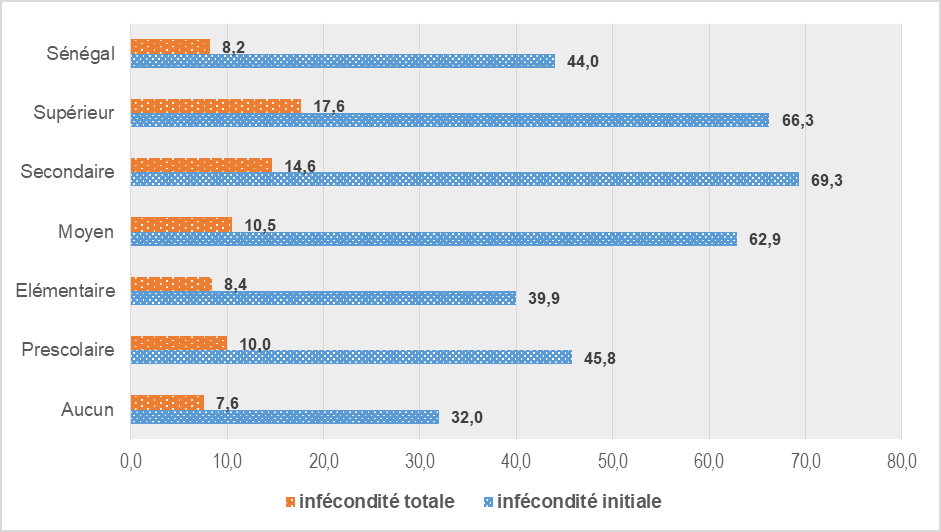 Sénégal 8,2 44,0
Supérieur 17,6 66,3
Secondaire 14,6 69,3
Moyen 10,5 62,9
Elémentaire 8,4 39,9
Prescolaire 10,0 45,8
Aucun 7,6 32,0
0,0 10,0 20,0 30,0 40,0 50,0 60,0 70,0 80,0
infécondité totale infécondité initiale